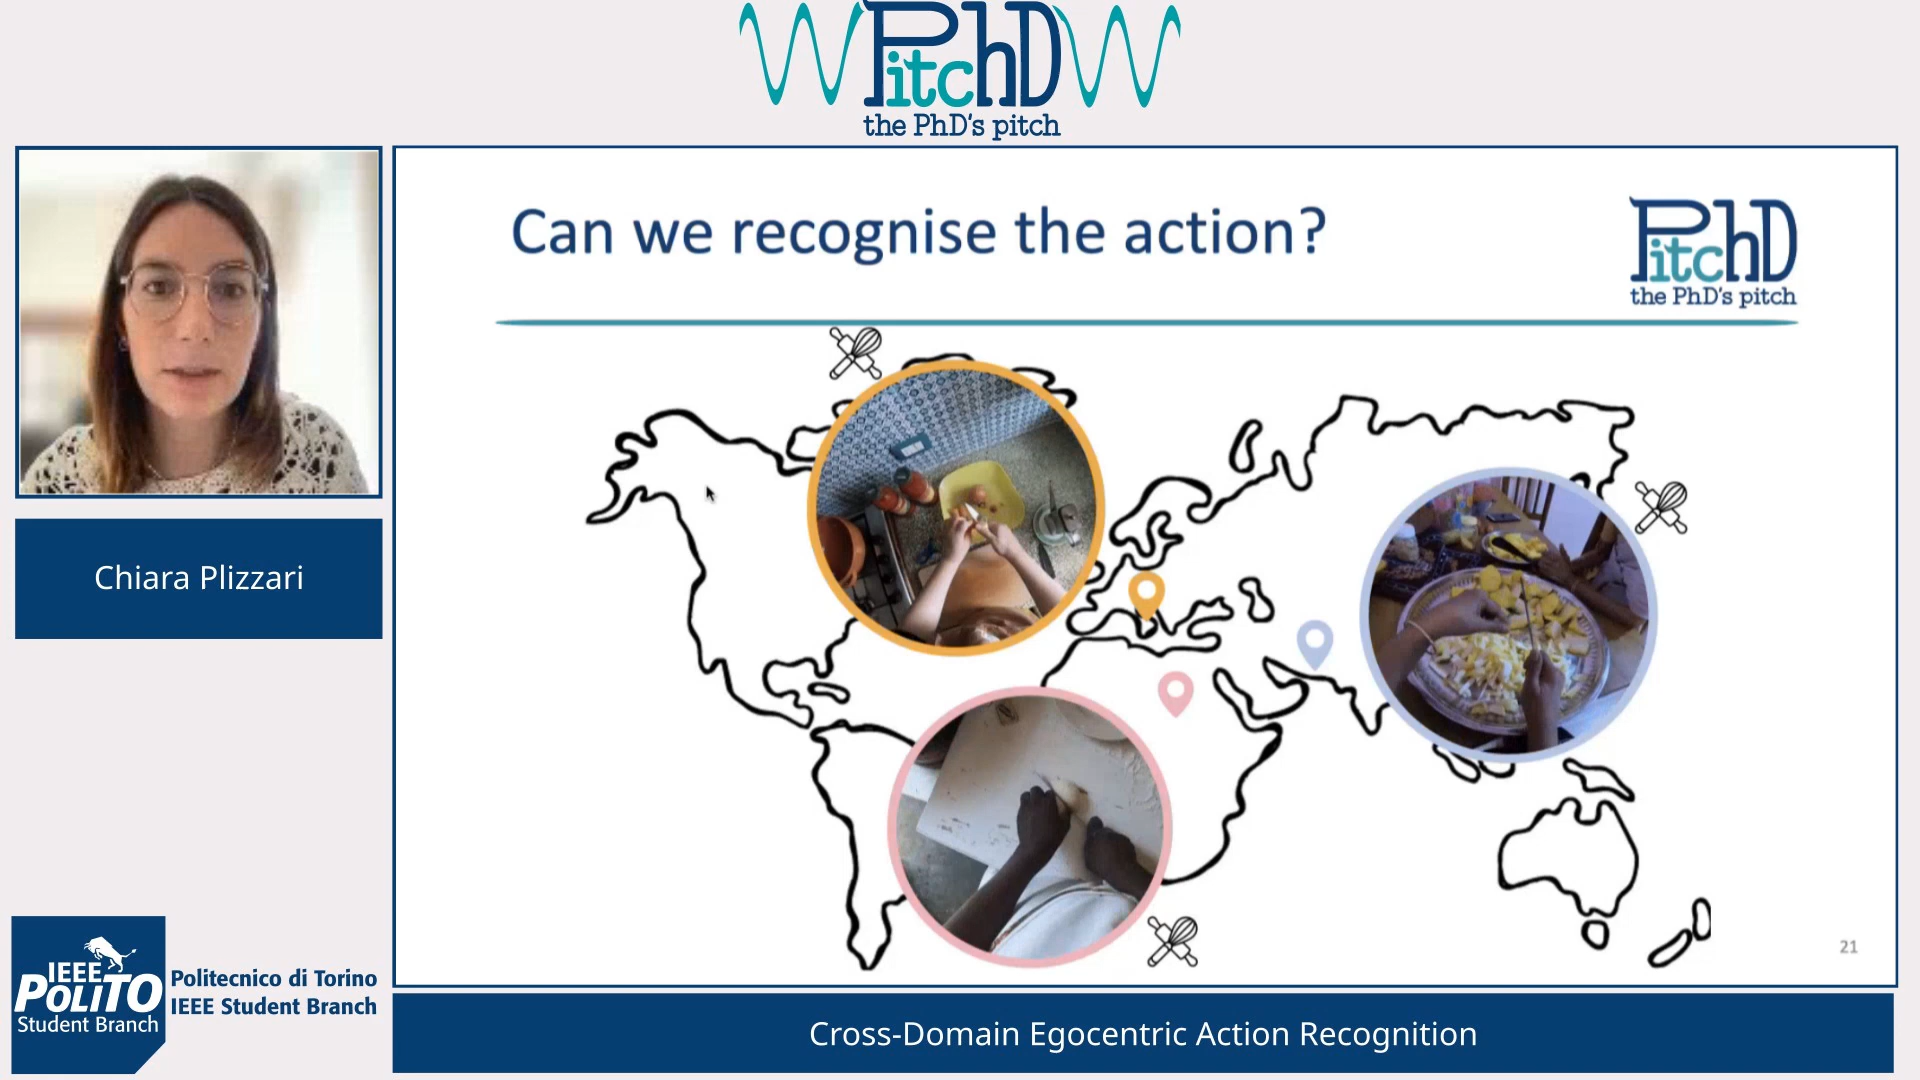 WPitchDW
the PhD's pitch
Can we recognise the action?
PitchD
the PhD's pitch
Chiara Plizzari
21
IEEE
POLITO
Student Branch
Politecnico di Torino
IEEE Student Branch
Cross-Domain Egocentric Action Recognition